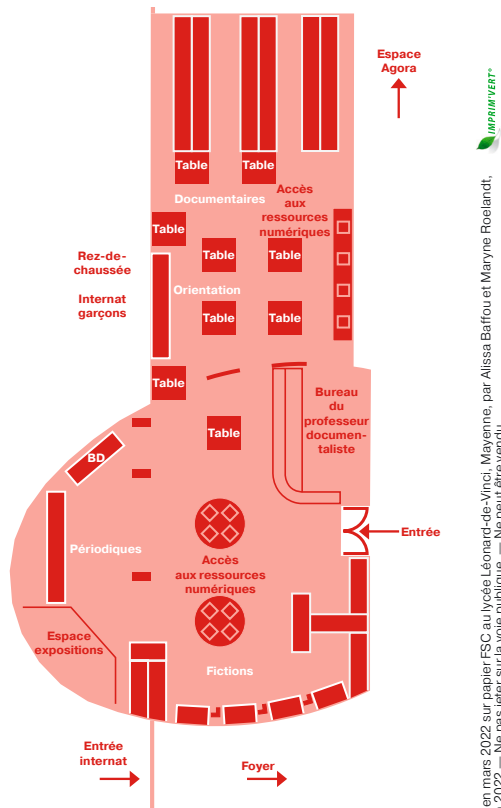 Espace
Agora
IMPRIM'VERT®
Table
Table
Documentaires
Accès
aux
ressources
numériques
Table
Table
Table
Rez-de-
chaussée
Internat
garçons
Orientation
Table
Table
Table
Bureau
du
professeur
documen-
taliste
Table
BD
Périodiques
Entrée
Accès
aux ressources
numériques
Espace
expositions
Fictions
Entrée
internat
Foyer
en mars 2022 sur papier FSC au lycée Léonard-de-Vinci, Mayenne, par Alissa Baffou et Maryne Roelandt,
2022. — Ne pas jeter sur la voie publique. — Ne peut être vendu.